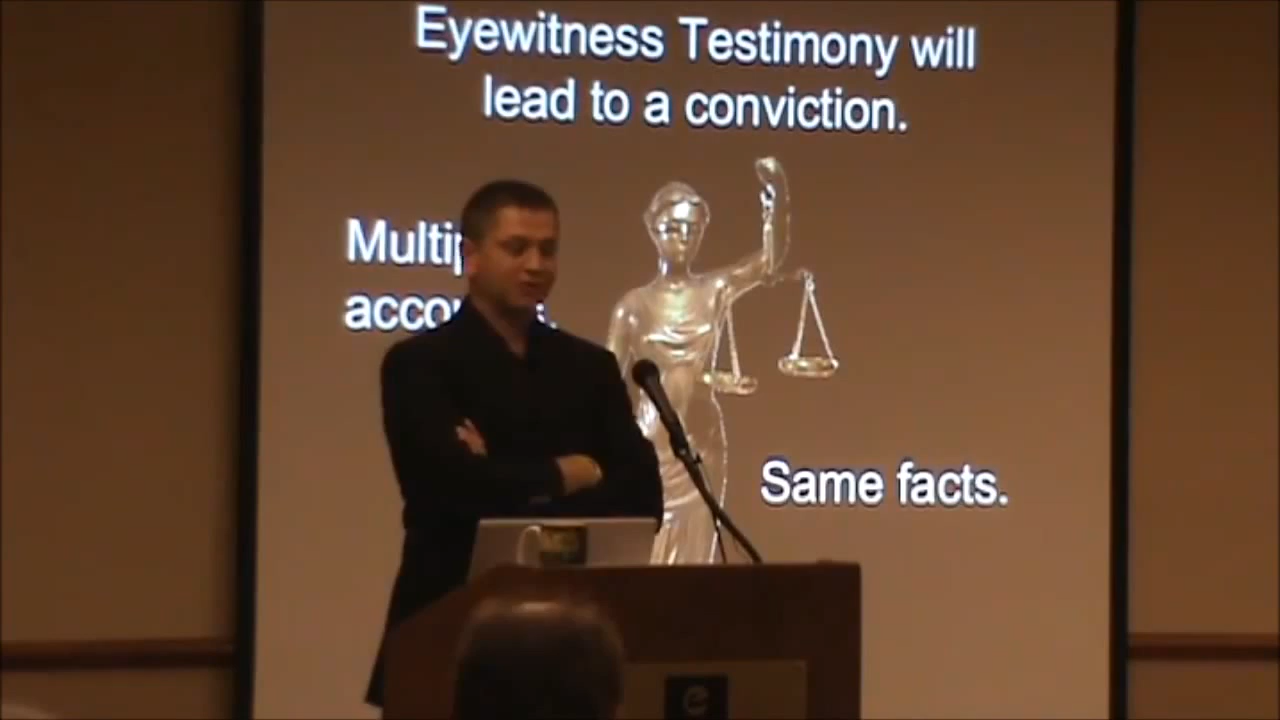 Eyewitness Testimony will
lead to a conviction.
Same facts.
e